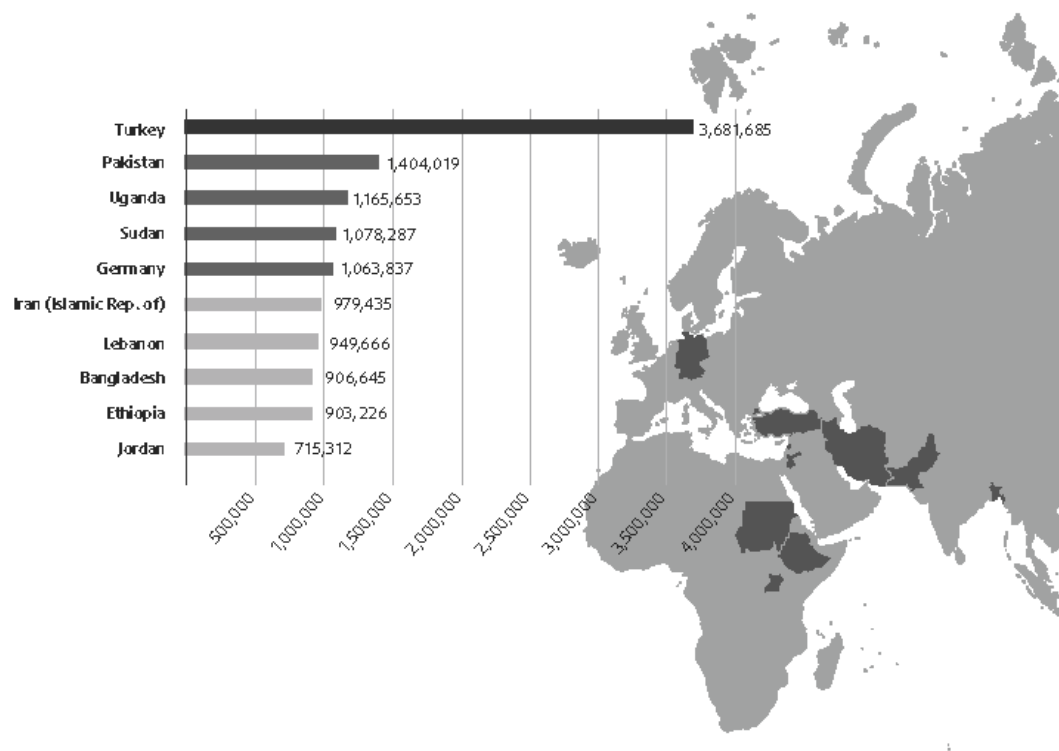 Turkey 3,681,685
Pakistan 1,404,019
Uganda 1,165,653
Sudan 1,078,287
Germany 1,063,837
Iran (Islamic Rep. of) 979,435
Lebanon 949,666
Bangladesh 906,645
Ethiopia 903,226
Jordan 715,312
500,000 1,000,000 1,500,000 2,000,000 2,500,000 3,000,000 3,500,000 4,000,000